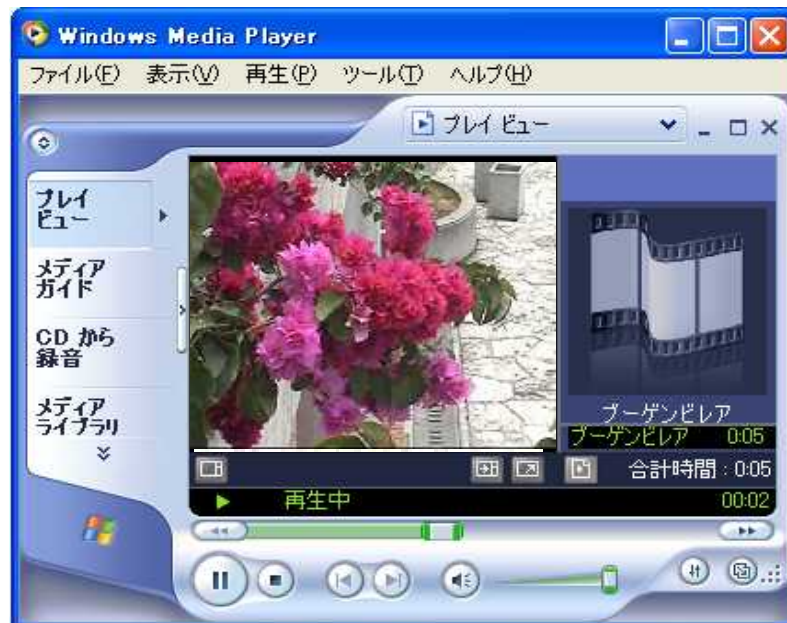 Windows Media Player
ファイル(F) 表示(V) 再生(P) ツール(T) ヘルプ(H)
プレイ ビュー
プレイ
ビュー
メディア
ガイド
CD から
録音
メディア
ライブラリ
ブーゲンビレア
ブーゲンビレア 0:05
合計時間 : 0:05
再生中 00:02